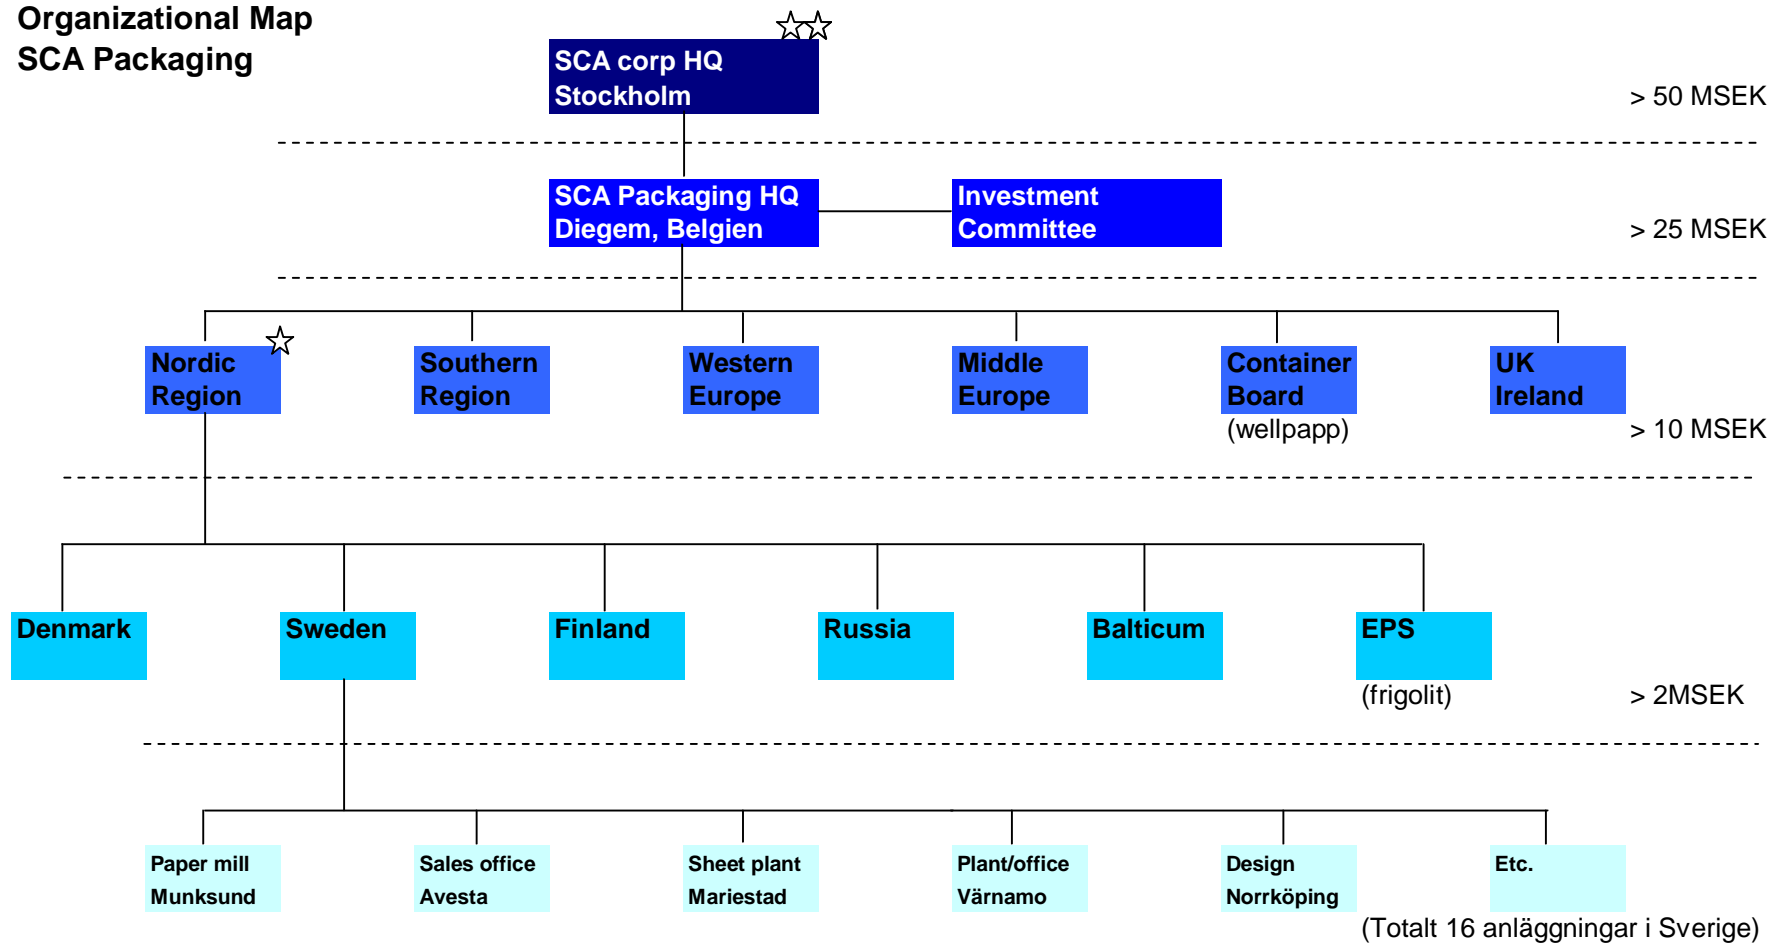 Organizational Map
SCA Packaging
SCA corp HQ
Stockholm
> 50 MSEK
SCA Packaging HQ
Diegem, Belgien
Investment
Committee
> 25 MSEK
Nordic
Region
Southern
Region
Western
Europe
Middle
Europe
Container
Board
(wellpapp)
UK
Ireland
> 10 MSEK
Denmark
Sweden
Finland
Russia
Balticum
EPS
(frigolit)
> 2MSEK
Paper mill
Munksund
Sales office
Avesta
Sheet plant
Mariestad
Plant/office
Värnamo
Design
Norrköping
Etc.
(Totalt 16 anläggningar i Sverige)